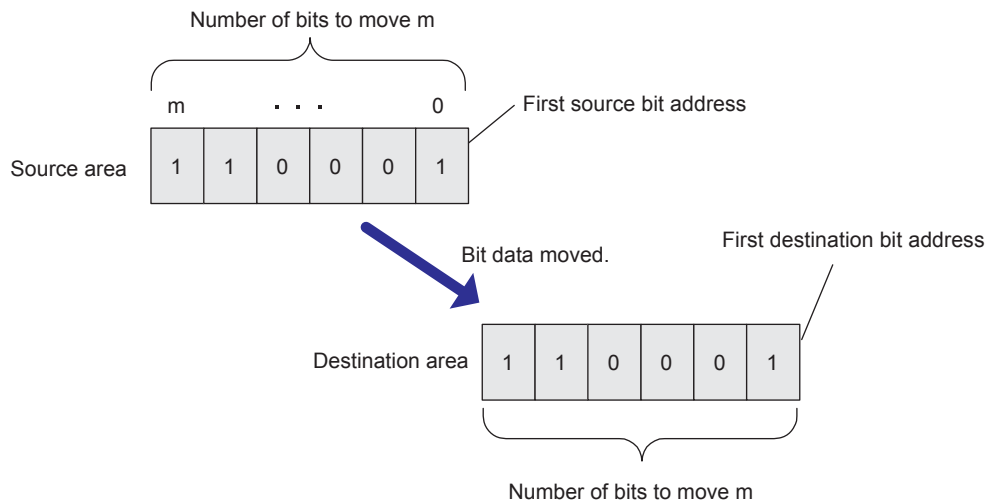 Number of bits to move m
m . . . 0
First source bit address
Source area 1 1 0 0 0 1
Bit data moved.
First destination bit address
Destination area 1 1 0 0 0 1
Number of bits to move m